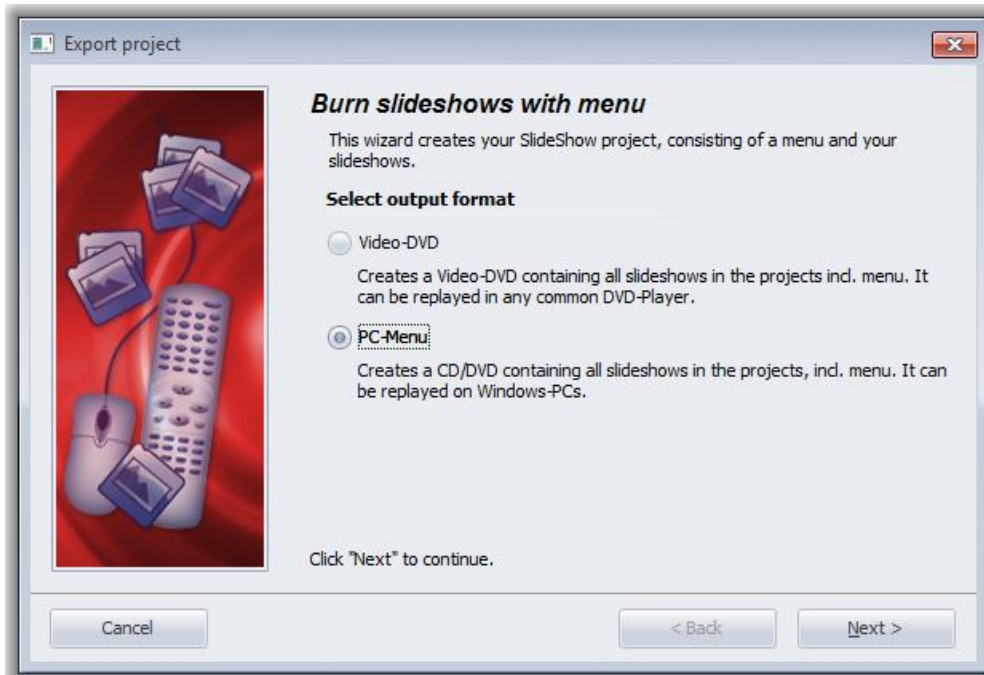 Export project
Burn slideshows with menu
This wizard creates your SlideShow project, consisting of a menu and your
slideshows.
Select output format
Video-DVD
Creates a Video-DVD containing all slideshows in the projects incl. menu. It
can be replayed in any common DVD-Player.
PC-Menu
Creates a CD/DVD containing all slideshows in the projects, incl. menu. It can
be replayed on Windows-PCs.
Click "Next" to continue.
Cancel
< Back
Next >